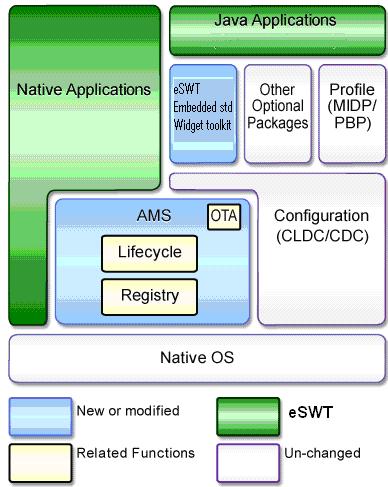 Java Applications
Native Applications
eSWT
Embedded std
Widget toolkit
Other
Optional
Packages
Profile
(MIDP/
PBP)
AMS
OTA
Lifecycle
Registry
Configuration
(CLDC/CDC)
Native OS
New or modified
eSWT
Related Functions
Un-changed